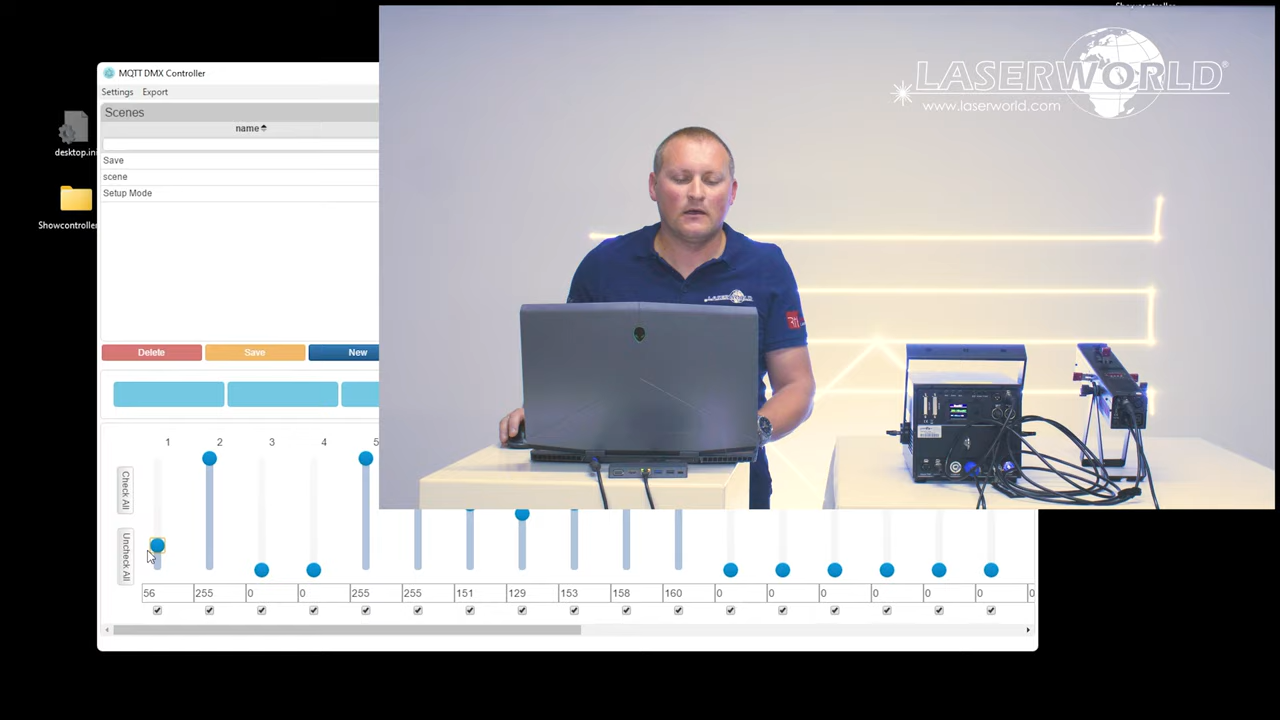 Showcontroller
LASERWORLD®
www.laserworld.com
MQTT DMX Controller
Settings Export
Scenes
name
desktop.ini
Save
scene
Setup Mode
Showcontroller
LASERWORLD
Delete Save New
1 2 3 4 5
Check All
Uncheck All
56 255 0 0 255 255 151 129 153 158 160 0 0 0 0 0 0 0